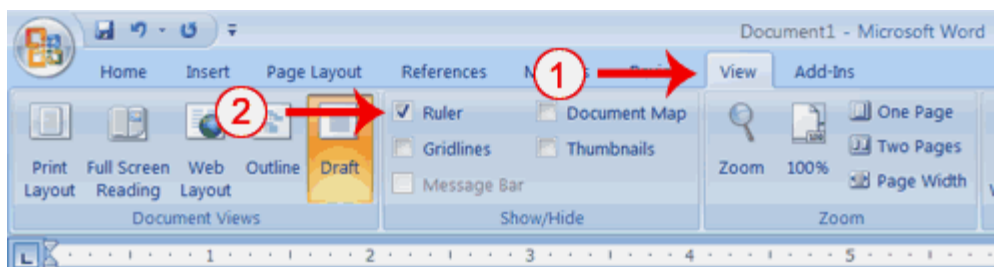 Document1 - Microsoft Word
Home Insert Page Layout References 1 View Add-Ins
2 Ruler Document Map One Page
Gridlines Thumbnails Two Pages
Print Layout Full Screen Reading Web Layout Outline Draft Message Bar Zoom 100% Page Width
Document Views Show/Hide Zoom
1 2 3 4 5